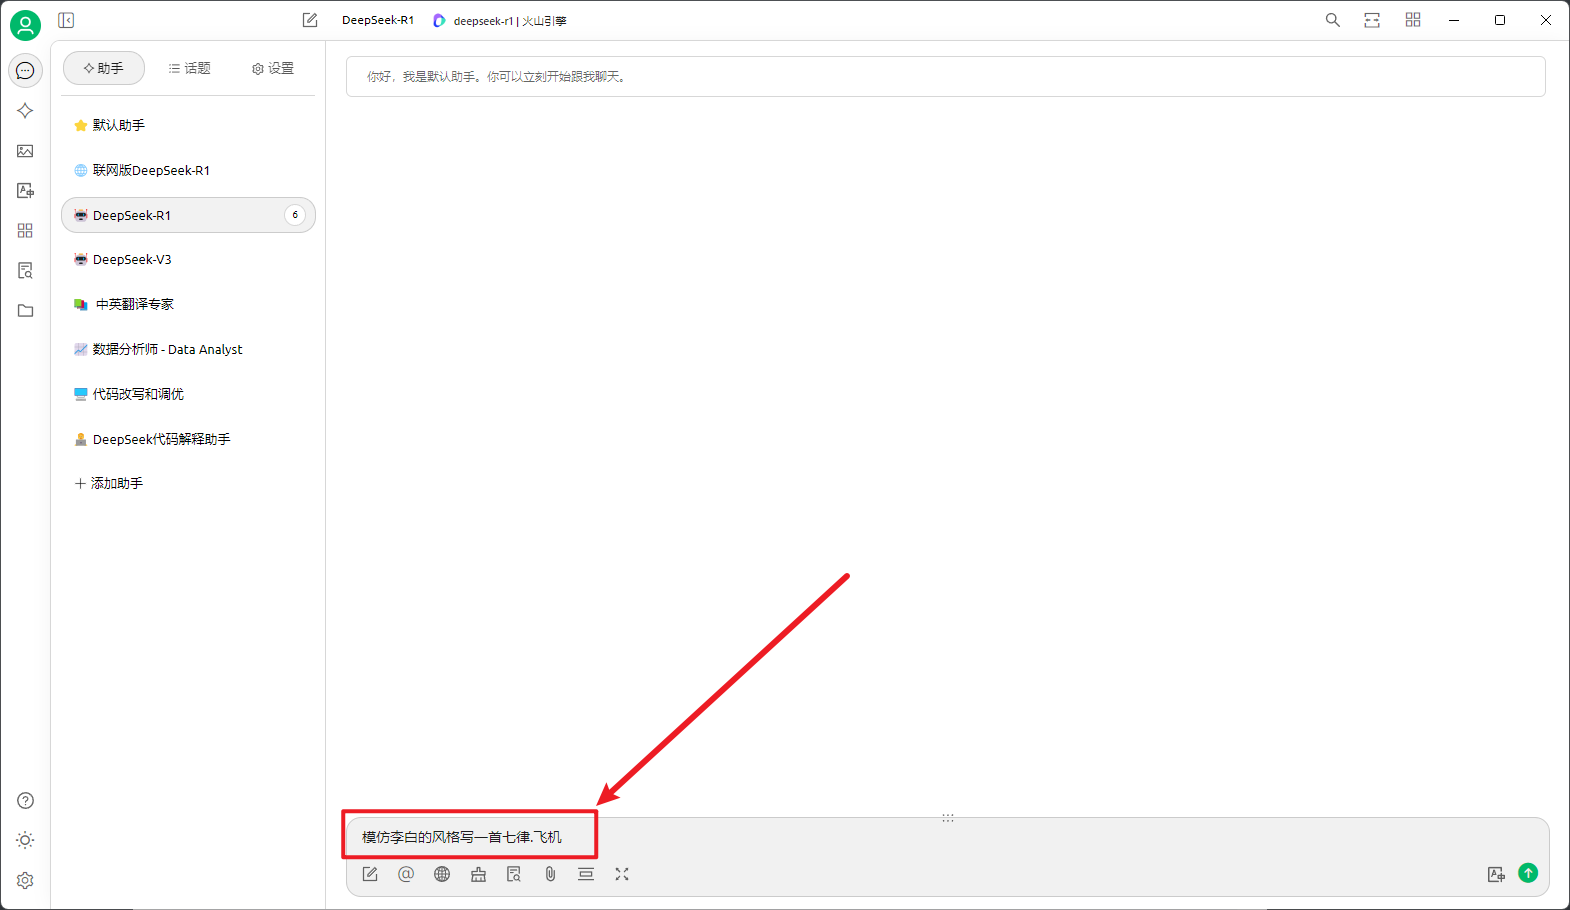 DeepSeek-R1
deepseek-r1 | 火山引擎
助手
话题
设置
默认助手
联网版DeepSeek-R1
DeepSeek-R1
6
DeepSeek-V3
中英翻译专家
数据分析师 - Data Analyst
代码改写和调优
DeepSeek代码解释助手
添加助手
你好，我是默认助手。你可以立刻开始跟我聊天。
模仿李白的风格写一首七律.飞机